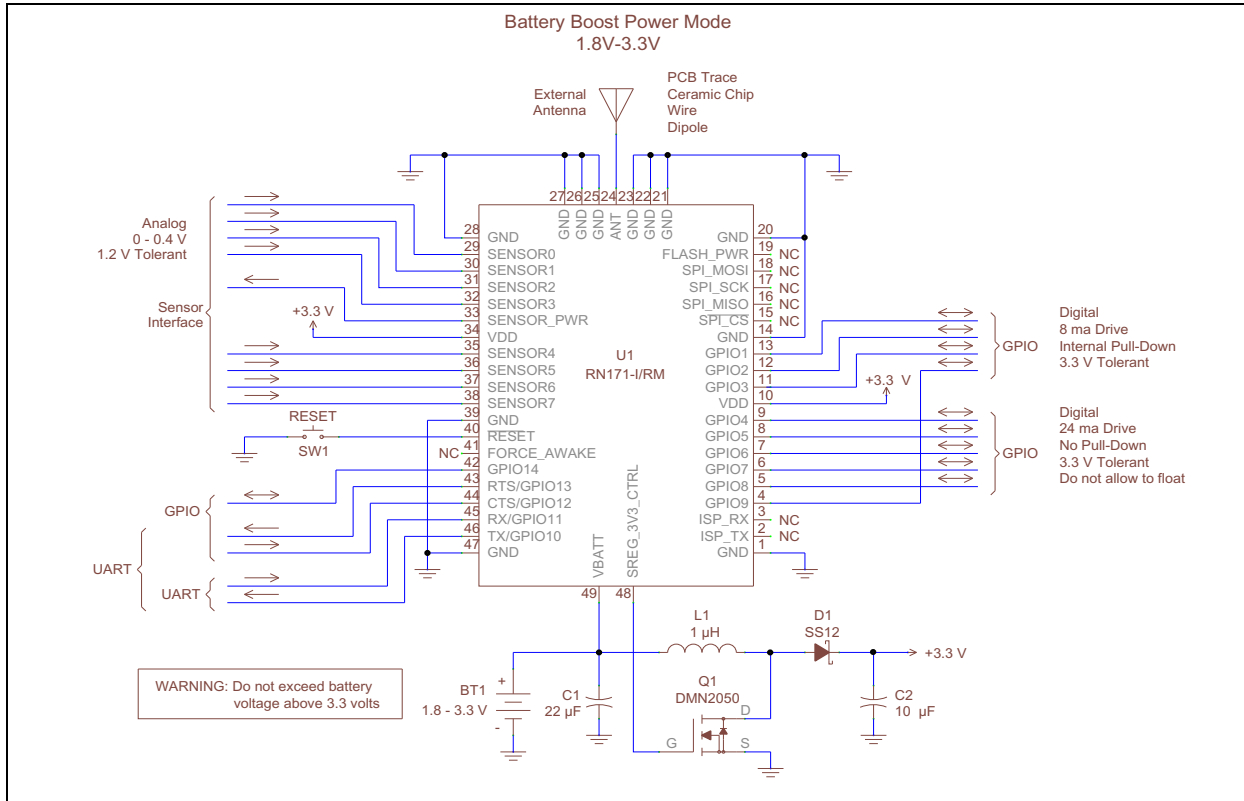 Battery Boost Power Mode
1.8V-3.3V
External
Antenna
PCB Trace
Ceramic Chip
Wire
Dipole
27 26 25 24 23 22 21
GND
GND
GND
ANT
GND
GND
GND
Analog
0 - 0.4 V
1.2 V Tolerant
Sensor
Interface
+3.3 V
28 GND
29 SENSOR0
30 SENSOR1
31 SENSOR2
32 SENSOR3
33 SENSOR_PWR
34 VDD
35 SENSOR4
36 SENSOR5
37 SENSOR6
38 SENSOR7
39 GND
40 RESET
NC 41 FORCE_AWAKE
42 GPIO14
43 RTS/GPIO13
44 CTS/GPIO12
45 RX/GPIO11
46 TX/GPIO10
47 GND
RESET
SW1
GPIO
UART
UART
U1
RN171-I/RM
GND 20
FLASH_PWR 19 NC
SPI_MOSI 18 NC
SPI_SCK 17 NC
SPI_MISO 16 NC
SPI_CS 15 NC
GND 14
GPIO1 13
GPIO2 12
GPIO3 11
VDD 10
GPIO4 9
GPIO5 8
GPIO6 7
GPIO7 6
GPIO8 5
GPIO9 4
ISP_RX 3 NC
ISP_TX 2 NC
GND 1
+3.3 V
GPIO
Digital
8 ma Drive
Internal Pull-Down
3.3 V Tolerant
GPIO
Digital
24 ma Drive
No Pull-Down
3.3 V Tolerant
Do not allow to float
VBATT
SREG_3V3_CTRL
49 48
L1
1 µH
D1
SS12
+3.3 V
Q1
DMN2050
D
G
S
+
BT1
1.8 - 3.3 V
-
C1
22 µF
C2
10 µF
WARNING: Do not exceed battery
voltage above 3.3 volts